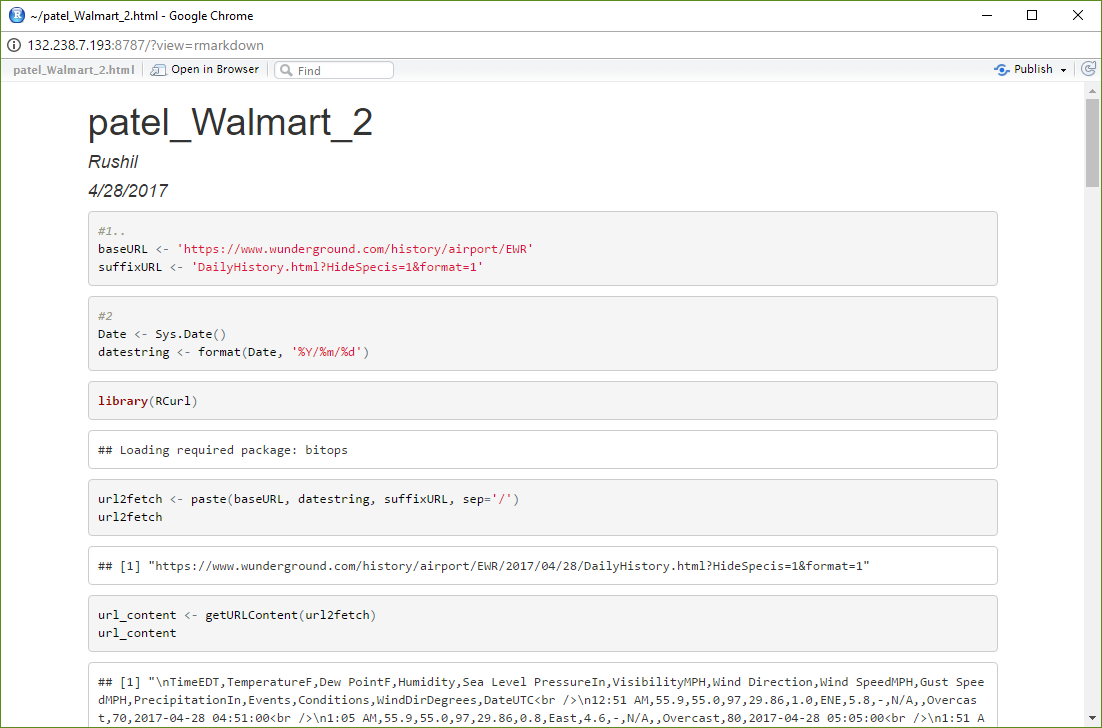 ~/patel_Walmart_2.html - Google Chrome
132.238.7.193:8787/?view=rmarkdown
patel_Walmart_2.html Open in Browser Find Publish
patel_Walmart_2
Rushil
4/28/2017
#1..
baseURL <- 'https://www.wunderground.com/history/airport/EWR'
suffixURL <- 'DailyHistory.html?HideSpecis=1&format=1'
#2
Date <- Sys.Date()
datestring <- format(Date, '%Y/%m/%d')
library(RCurl)
## Loading required package: bitops
url2fetch <- paste(baseURL, datestring, suffixURL, sep='/')
url2fetch
## [1] "https://www.wunderground.com/history/airport/EWR/2017/04/28/DailyHistory.html?HideSpecis=1&format=1"
url_content <- getURLContent(url2fetch)
url_content
## [1] "\nTimeEDT,TemperatureF,Dew PointF,Humidity,Sea Level PressureIn,VisibilityMPH,Wind Direction,Wind SpeedMPH,Gust Spee
dMPH,PrecipitationIn,Events,Conditions,WindDirDegrees,DateUTC<br />\n12:51 AM,55.9,55.0,97,29.86,1.0,ENE,5.8,-,N/A,,Overcas
t,70,2017-04-28 04:51:00<br />\n1:05 AM,55.9,55.0,97,29.86,0.8,East,4.6,-,N/A,,Overcast,80,2017-04-28 05:05:00<br />\n1:51 A